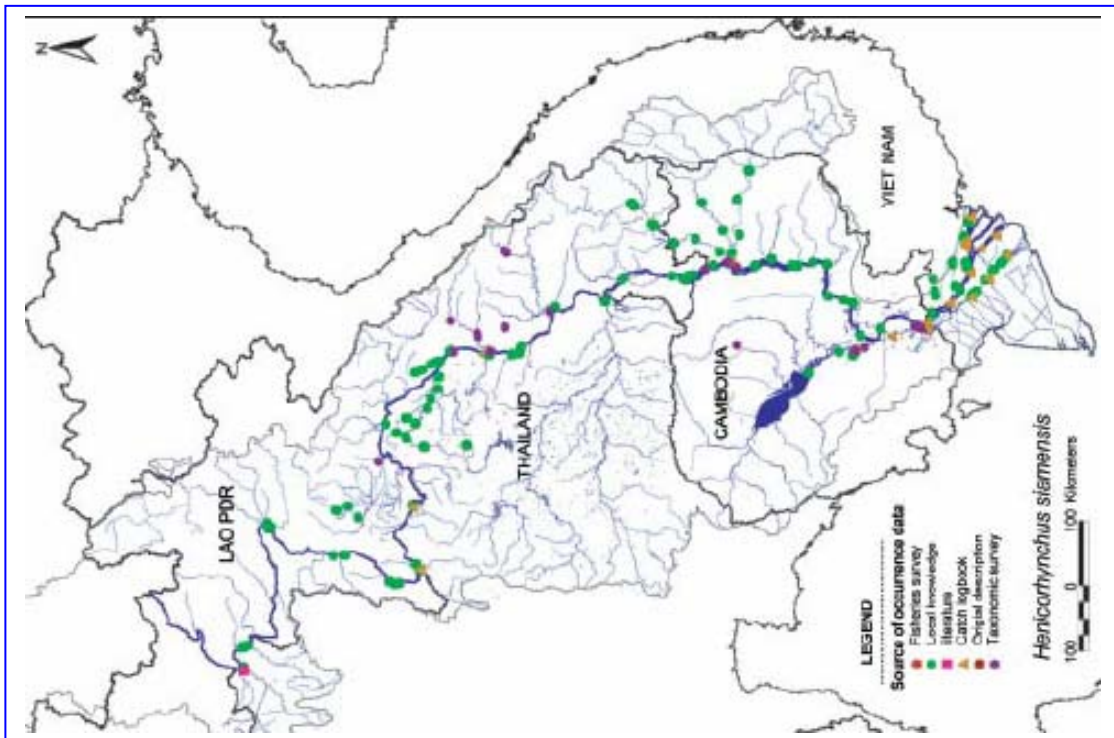 N
LAO PDR
THAILAND
CAMBODIA
VIET NAM
LEGEND
Source of occurrence data
Fisheries survey
Local knowledge
literature
Catch logbook
Origial description
Taxonomic survey
Henicorhynchus siamensis
100 0 100 Kilometers